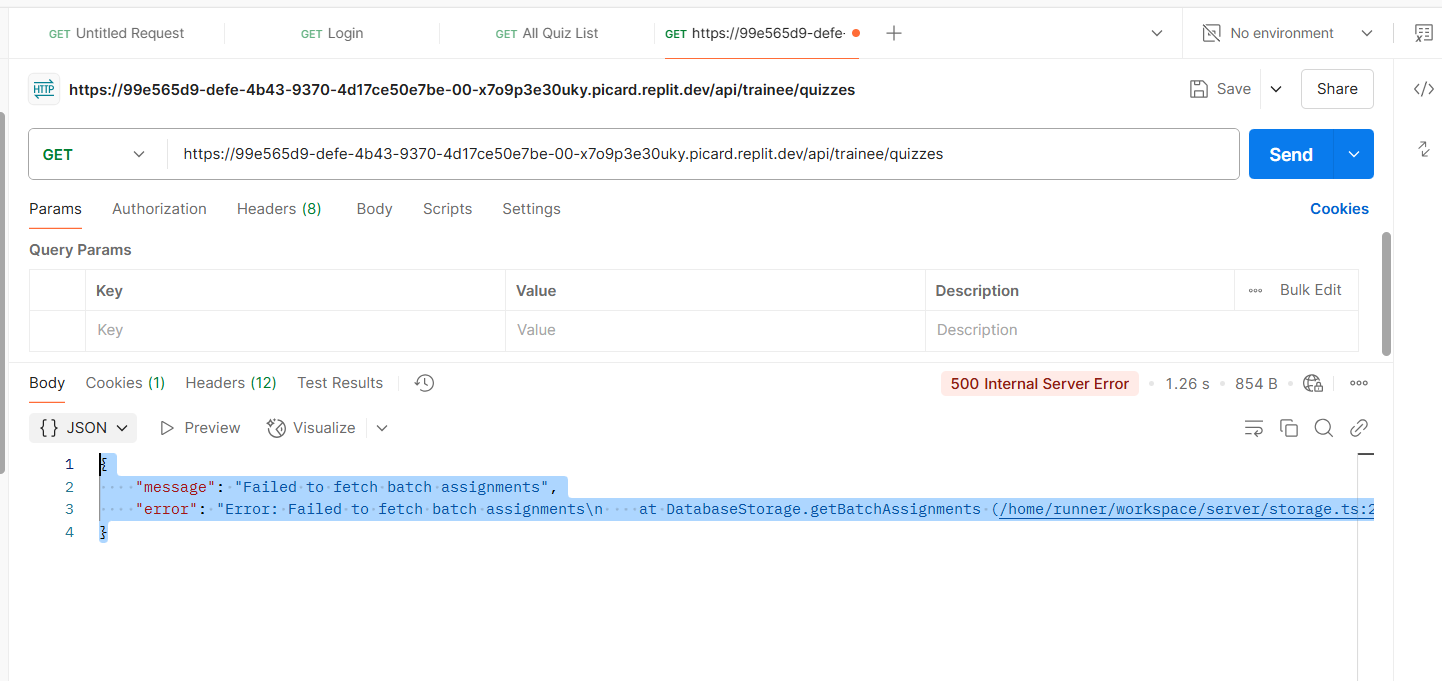 GET Untitled Request
GET Login
GET All Quiz List
GET https://99e565d9-defe-
No environment
HTTP https://99e565d9-defe-4b43-9370-4d17ce50e7be-00-x7o9p3e30uky.picard.replit.dev/api/trainee/quizzes
Save
Share
GET
https://99e565d9-defe-4b43-9370-4d17ce50e7be-00-x7o9p3e30uky.picard.replit.dev/api/trainee/quizzes
Send
Params Authorization Headers (8) Body Scripts Settings Cookies
Query Params
Key Value Description Bulk Edit
Key Value Description
Body Cookies (1) Headers (12) Test Results 500 Internal Server Error 1.26 s 854 B
{} JSON Preview Visualize
1 {
2 "message": "Failed to fetch batch assignments",
3 "error": "Error: Failed to fetch batch assignments\n    at DatabaseStorage.getBatchAssignments (/home/runner/workspace/server/storage.ts:2
4 }